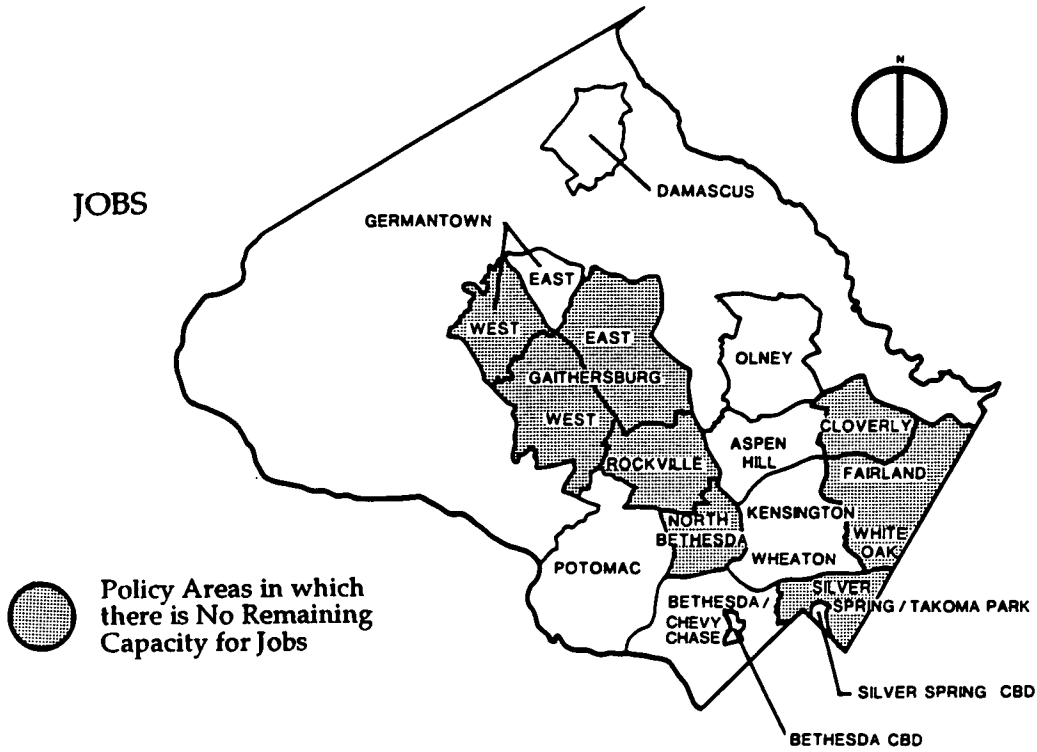 N
DAMASCUS
JOBS
GERMANTOWN
EAST
WEST
EAST
OLNEY
GAITHERSBURG
WEST
CLOVERLY
ASPEN
HILL
ROCKVILLE
FAIRLAND
KENSINGTON
NORTH
BETHESDA
WHITE
OAK
WHEATON
POTOMAC
Policy Areas in which
there is No Remaining
Capacity for Jobs
SILVER
SPRING / TAKOMA PARK
BETHESDA /
CHEVY
CHASE
SILVER SPRING CBD
BETHESDA CBD